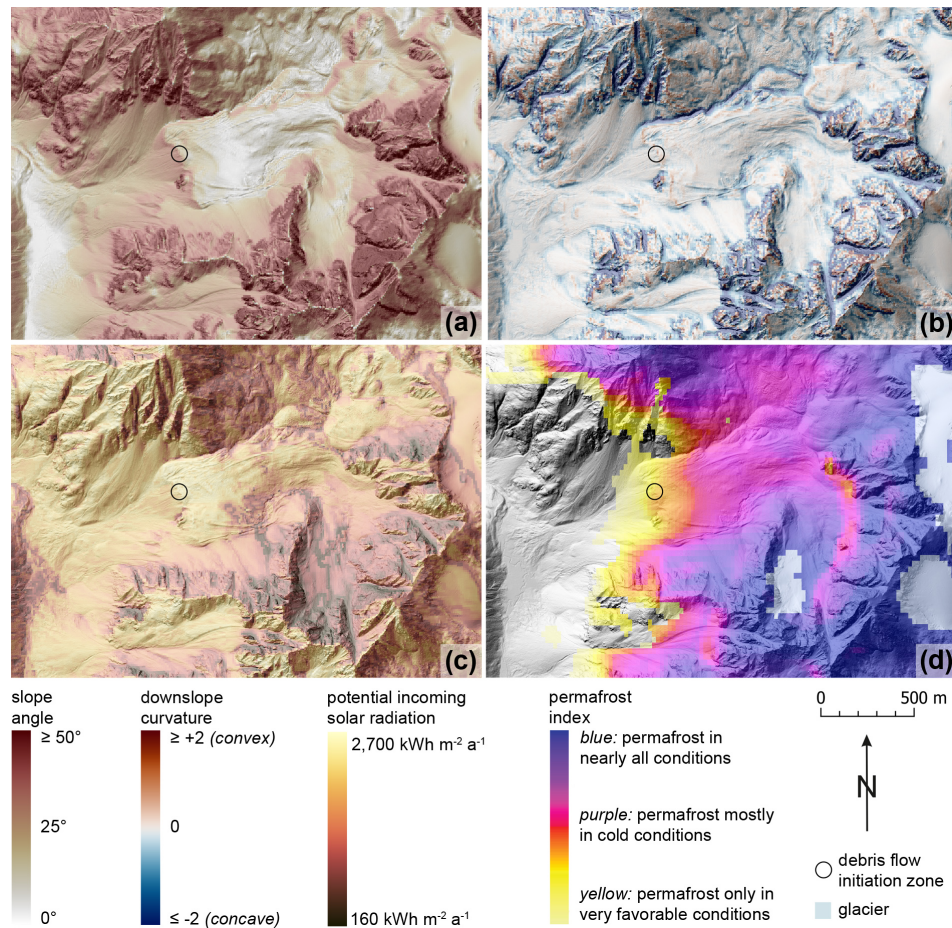 (a)
(b)
(c)
(d)
slope
angle
≥ 50°
25°
0°
downslope
curvature
≥ +2 (convex)
0
≤ -2 (concave)
potential incoming
solar radiation
2,700 kWh m⁻² a⁻¹
160 kWh m⁻² a⁻¹
permafrost
index
blue: permafrost in
nearly all conditions
purple: permafrost mostly
in cold conditions
yellow: permafrost only in
very favorable conditions
0 500 m
N
debris flow
initiation zone
glacier